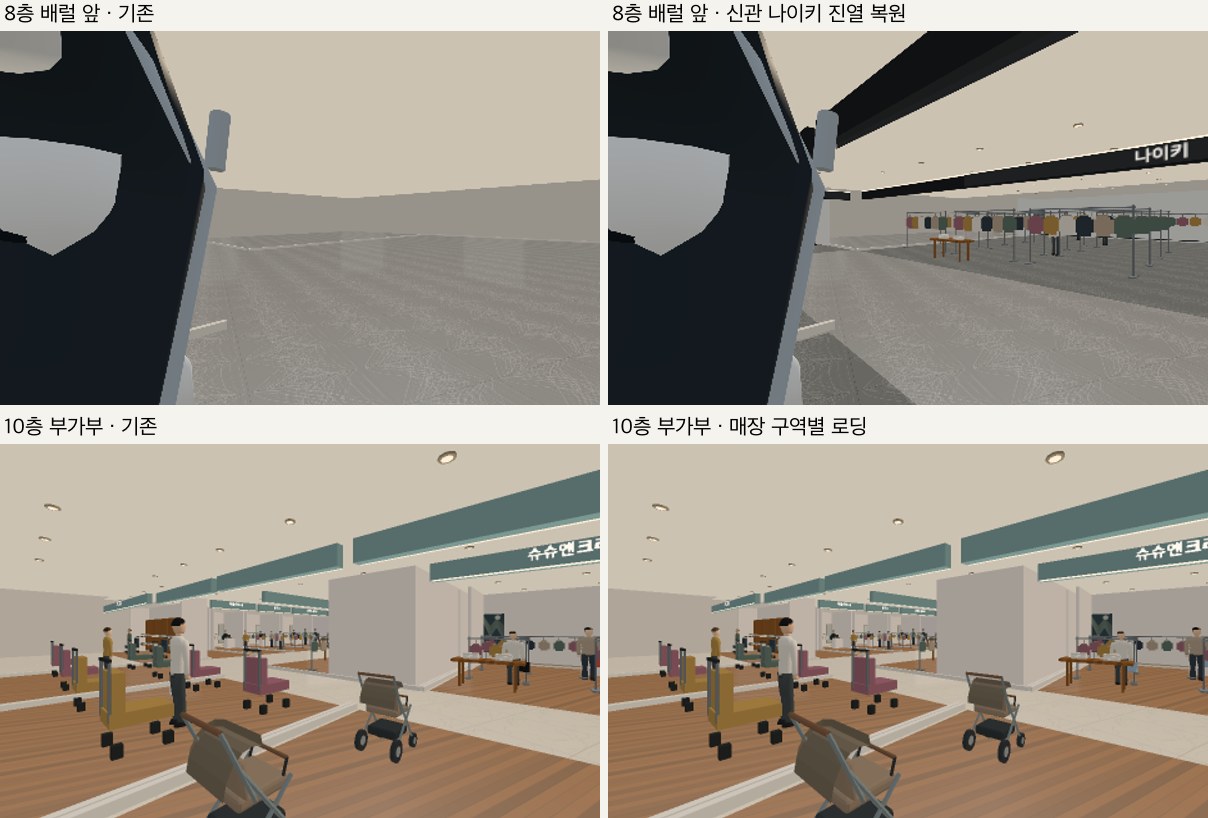 8층 배럴 앞 · 기존
8층 배럴 앞 · 신관 나이키 진열 복원
나이키
10층 부가부 · 기존
10층 부가부 · 매장 구역별 로딩
슈슈앤크
슈슈앤크